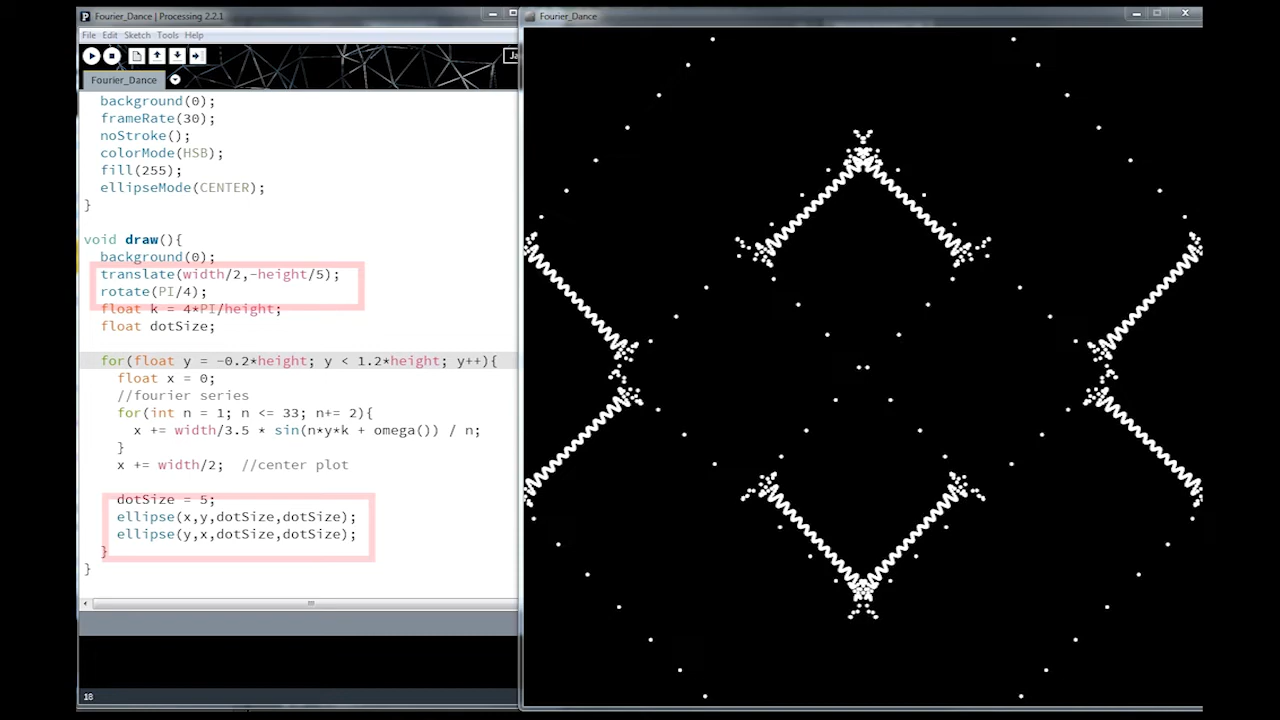 Fourier_Dance | Processing 2.2.1
File Edit Sketch Tools Help
Ja
Fourier_Dance
background(0);
frameRate(30);
noStroke();
colorMode(HSB);
fill(255);
ellipseMode(CENTER);
}
void draw(){
background(0);
translate(width/2,-height/5);
rotate(PI/4);
float k = 4*PI/height;
float dotSize;
for(float y = -0.2*height; y < 1.2*height; y++){
float x = 0;
//fourier series
for(int n = 1; n <= 33; n+= 2){
x += width/3.5 * sin(n*y*k + omega()) / n;
}
x += width/2;  //center plot
dotSize = 5;
ellipse(x,y,dotSize,dotSize);
ellipse(y,x,dotSize,dotSize);
}
}
18
Fourier_Dance